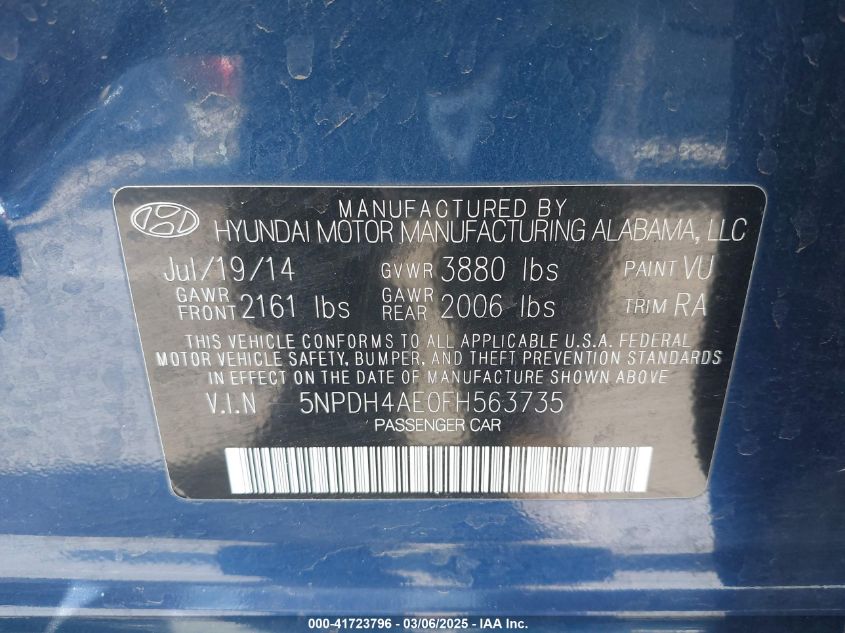 MANUFACTURED BY
HYUNDAI MOTOR MANUFACTURING ALABAMA, LLC
Jul/19/14 GVWR 3880 lbs PAINT VU
GAWR FRONT 2161 lbs GAWR REAR 2006 lbs TRIM RA
THIS VEHICLE CONFORMS TO ALL APPLICABLE U.S.A. FEDERAL
MOTOR VEHICLE SAFETY, BUMPER, AND THEFT PREVENTION STANDARDS
IN EFFECT ON THE DATE OF MANUFACTURE SHOWN ABOVE.
V.I.N 5NPDH4AE0FH563735
PASSENGER CAR
000-41723796 - 03/06/2025 - IAA Inc.